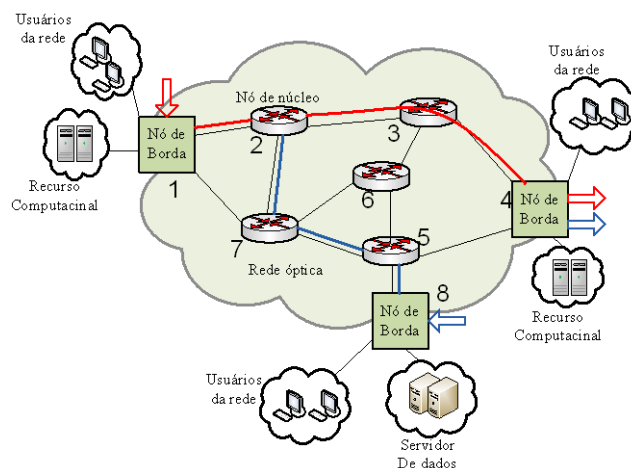 Usuários
da rede
Nó de núcleo
Usuários
da rede
Nó de
Borda
1
2
3
Recurso
Computacinal
6
4
Nó de
Borda
7
5
Rede óptica
8
Nó de
Borda
Recurso
Computacinal
Usuários
da rede
Servidor
De dados